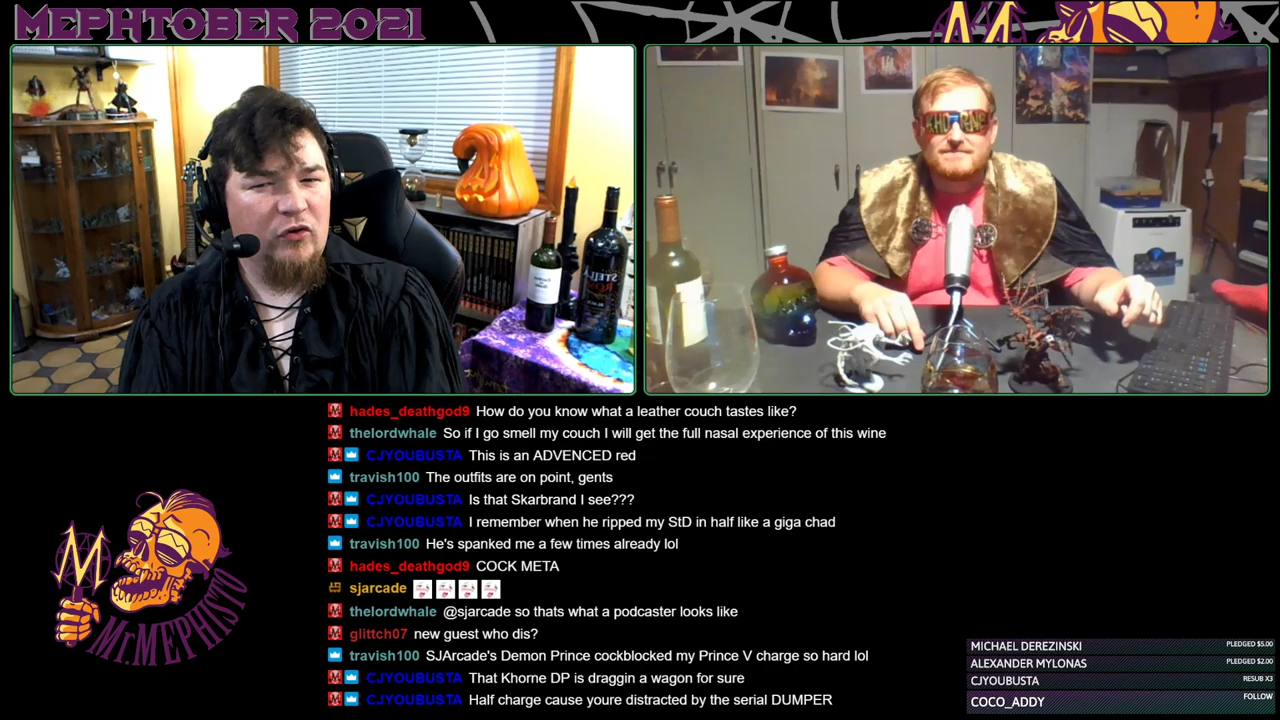 MEPHTOBER 2021
KHORNE
STELLA
ROSA
hades_deathgod9 How do you know what a leather couch tastes like?
thelordwhale So if I go smell my couch I will get the full nasal experience of this wine
CJYOUBUSTA This is an ADVENCED red
travish100 The outfits are on point, gents
CJYOUBUSTA Is that Skarbrand I see???
CJYOUBUSTA I remember when he ripped my StD in half like a giga chad
travish100 He's spanked me a few times already lol
hades_deathgod9 COCK META
sjarcade
thelordwhale @sjarcade so thats what a podcaster looks like
glittch07 new guest who dis?
travish100 SJArcade's Demon Prince cockblocked my Prince V charge so hard lol
CJYOUBUSTA That Khorne DP is draggin a wagon for sure
CJYOUBUSTA Half charge cause youre distracted by the serial DUMPER
M
Mr.MEPHISTO
MICHAEL DEREZINSKI PLEDGED $5.00
ALEXANDER MYLONAS PLEDGED $2.00
CJYOUBUSTA RESUB X3
COCO_ADDY FOLLOW